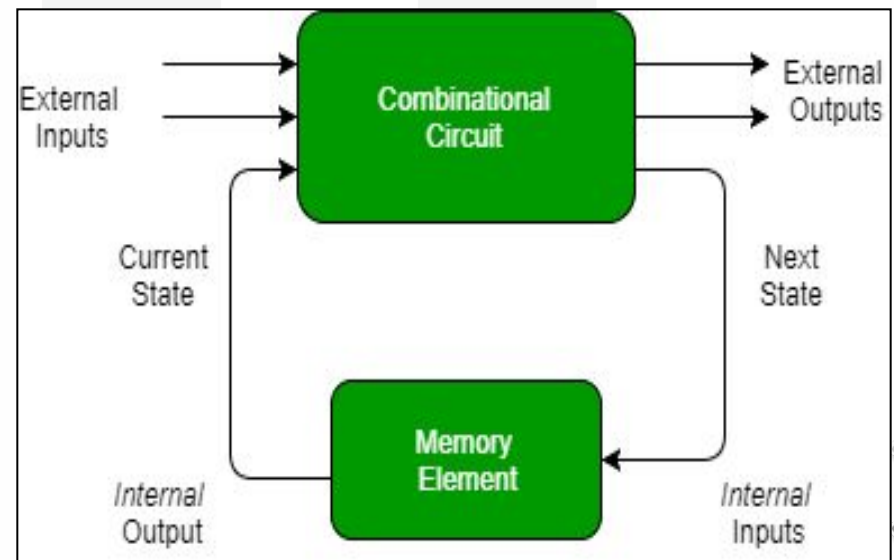 External
Inputs
Combinational
Circuit
External
Outputs
Current
State
Next
State
Memory
Element
Internal
Output
Internal
Inputs